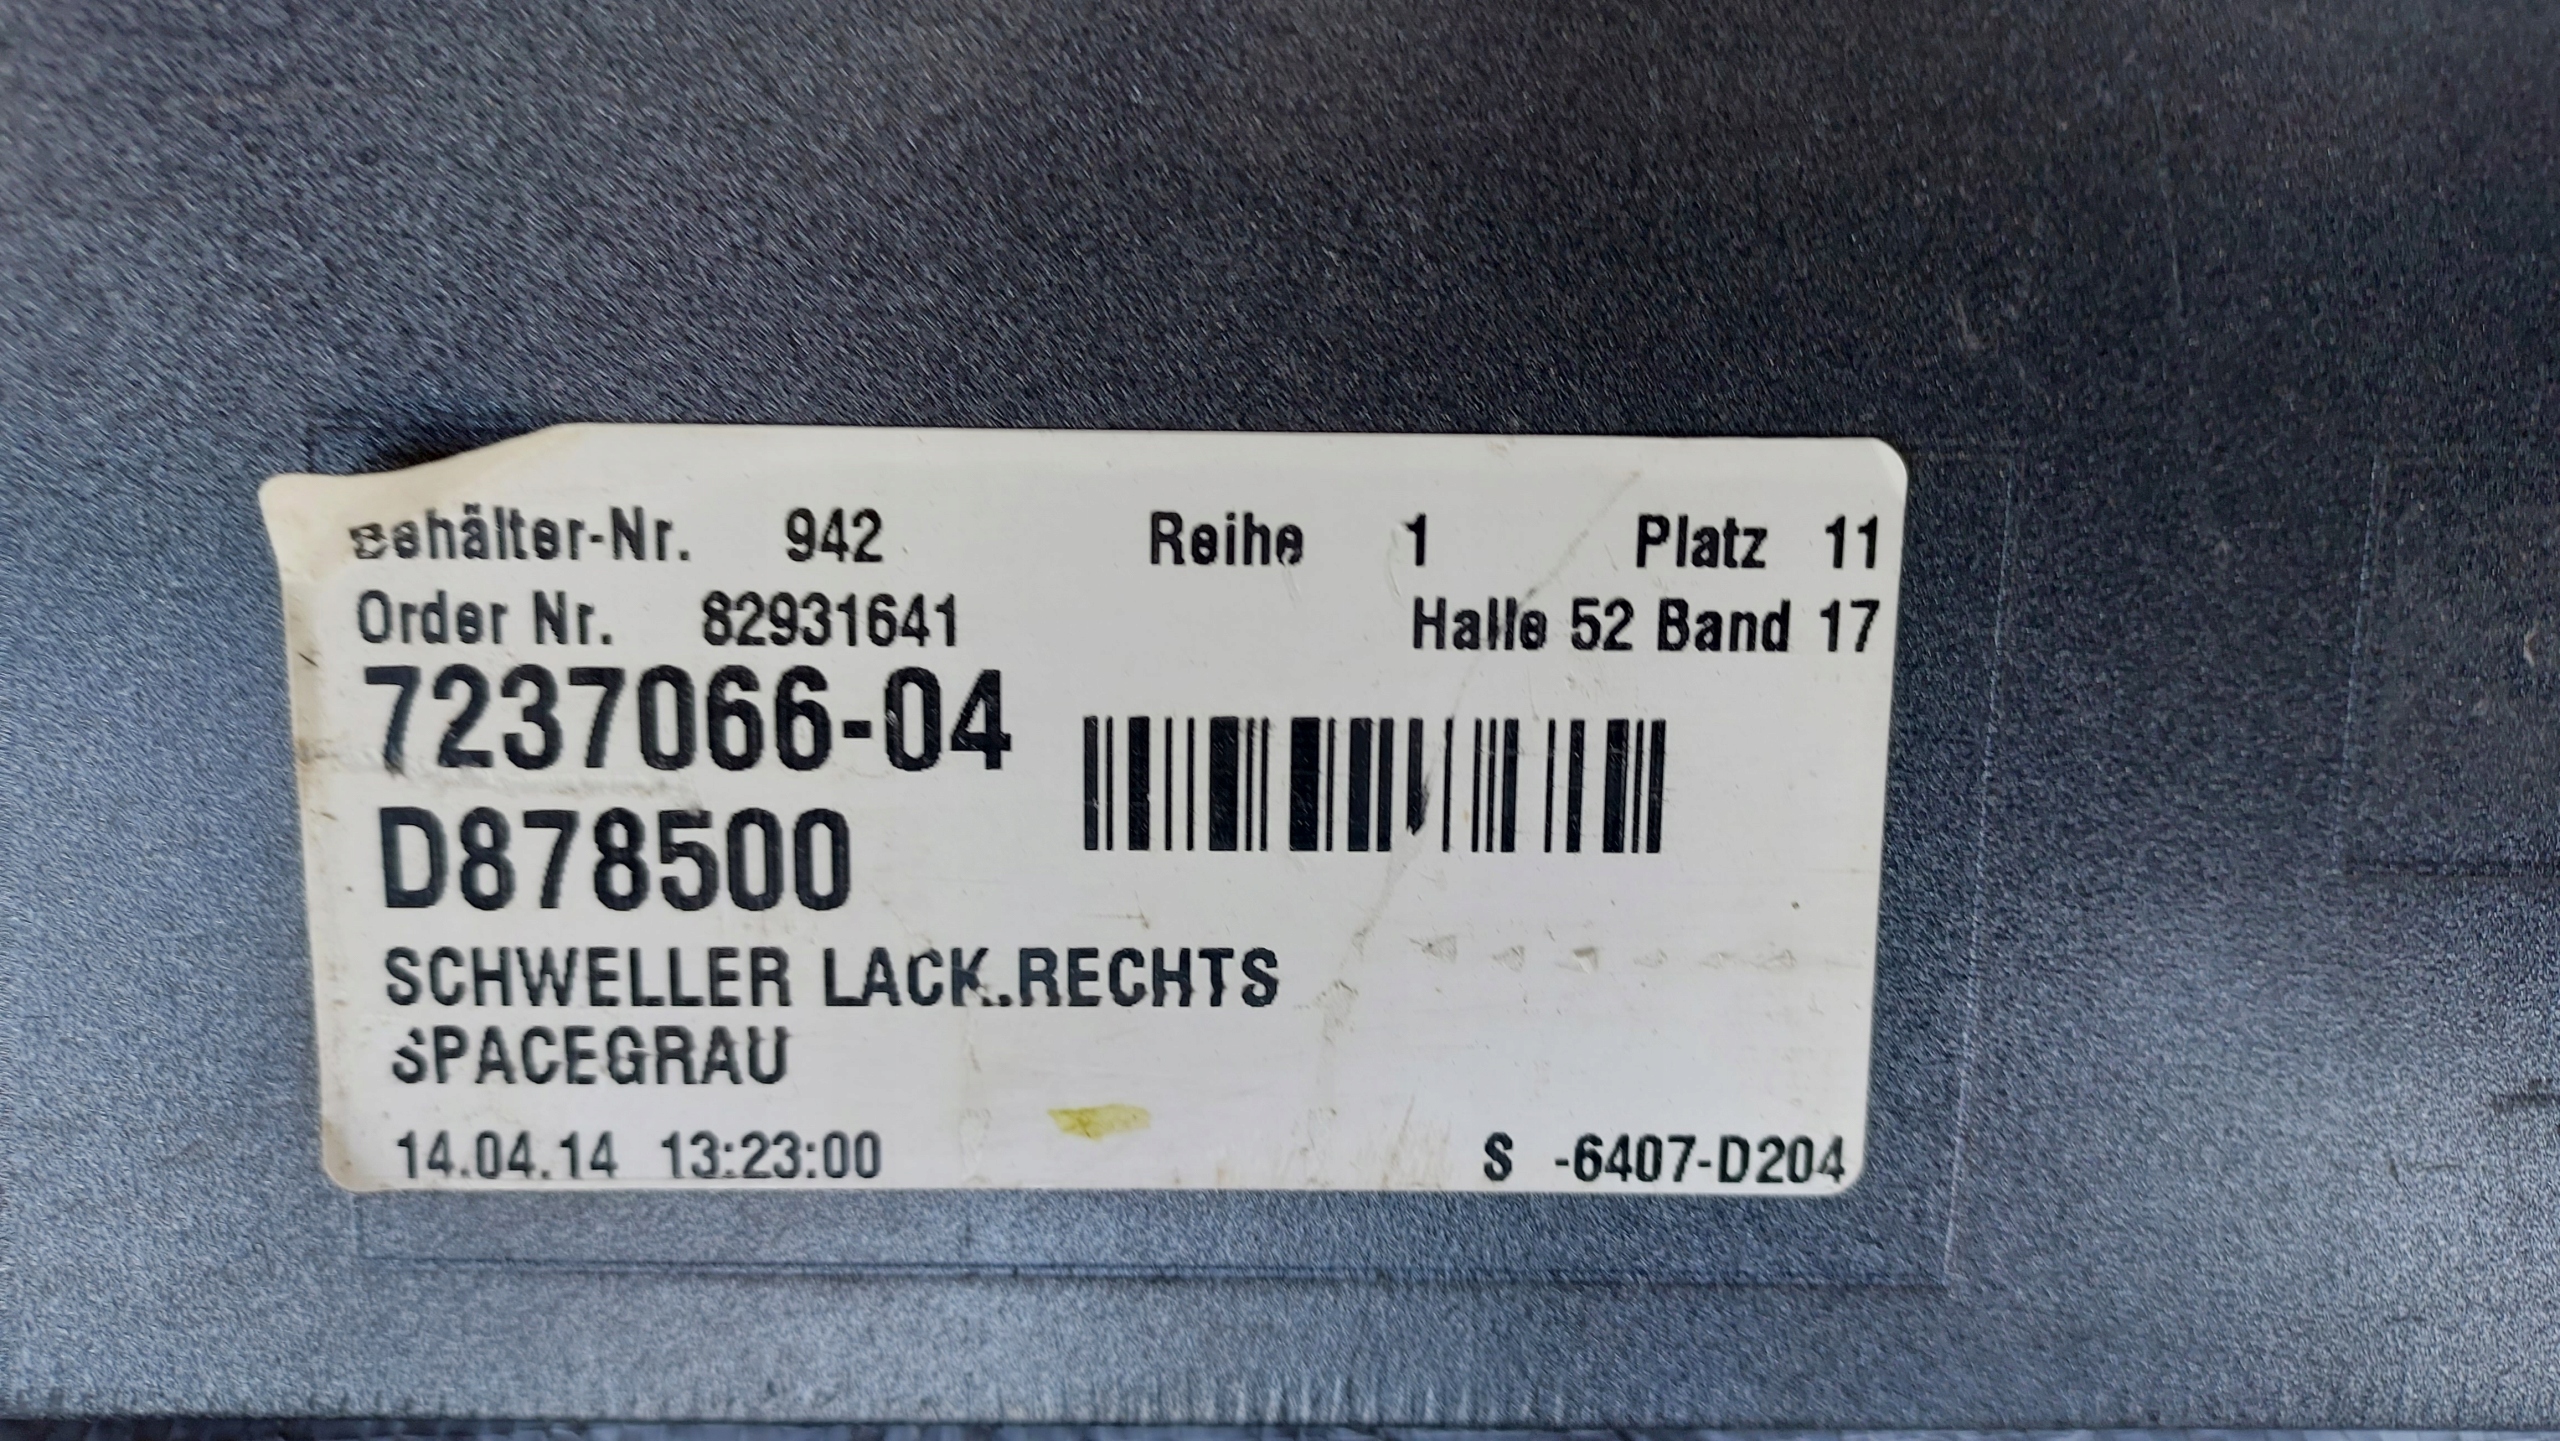 Behälter-Nr. 942 Reihe 1 Platz 11
Order Nr. 82931641 Halle 52 Band 17
7237066-04
D878500
SCHWELLER LACK.RECHTS
SPACEGRAU
14.04.14 13:23:00 S -6407-D204